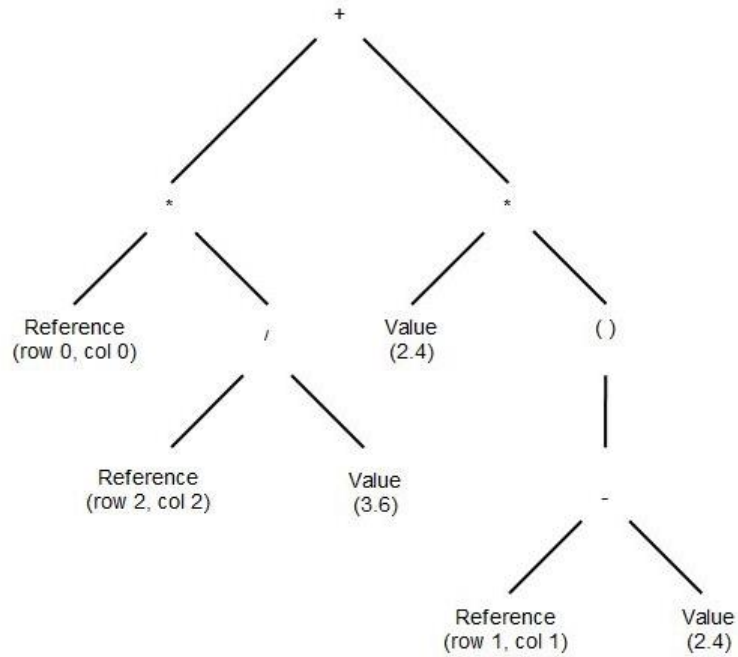 +
*
*
Reference
(row 0, col 0)
/
Value
(2.4)
( )
Reference
(row 2, col 2)
Value
(3.6)
-
Reference
(row 1, col 1)
Value
(2.4)